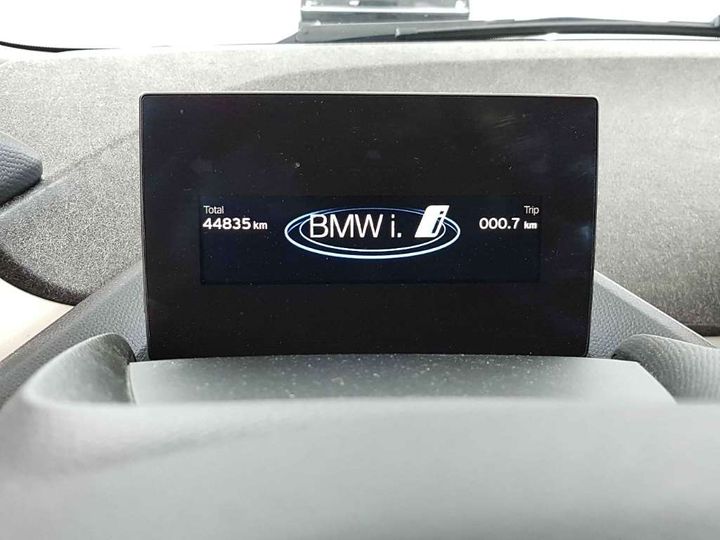 Total
44835 km
BMW i. i
Trip
000.7 km